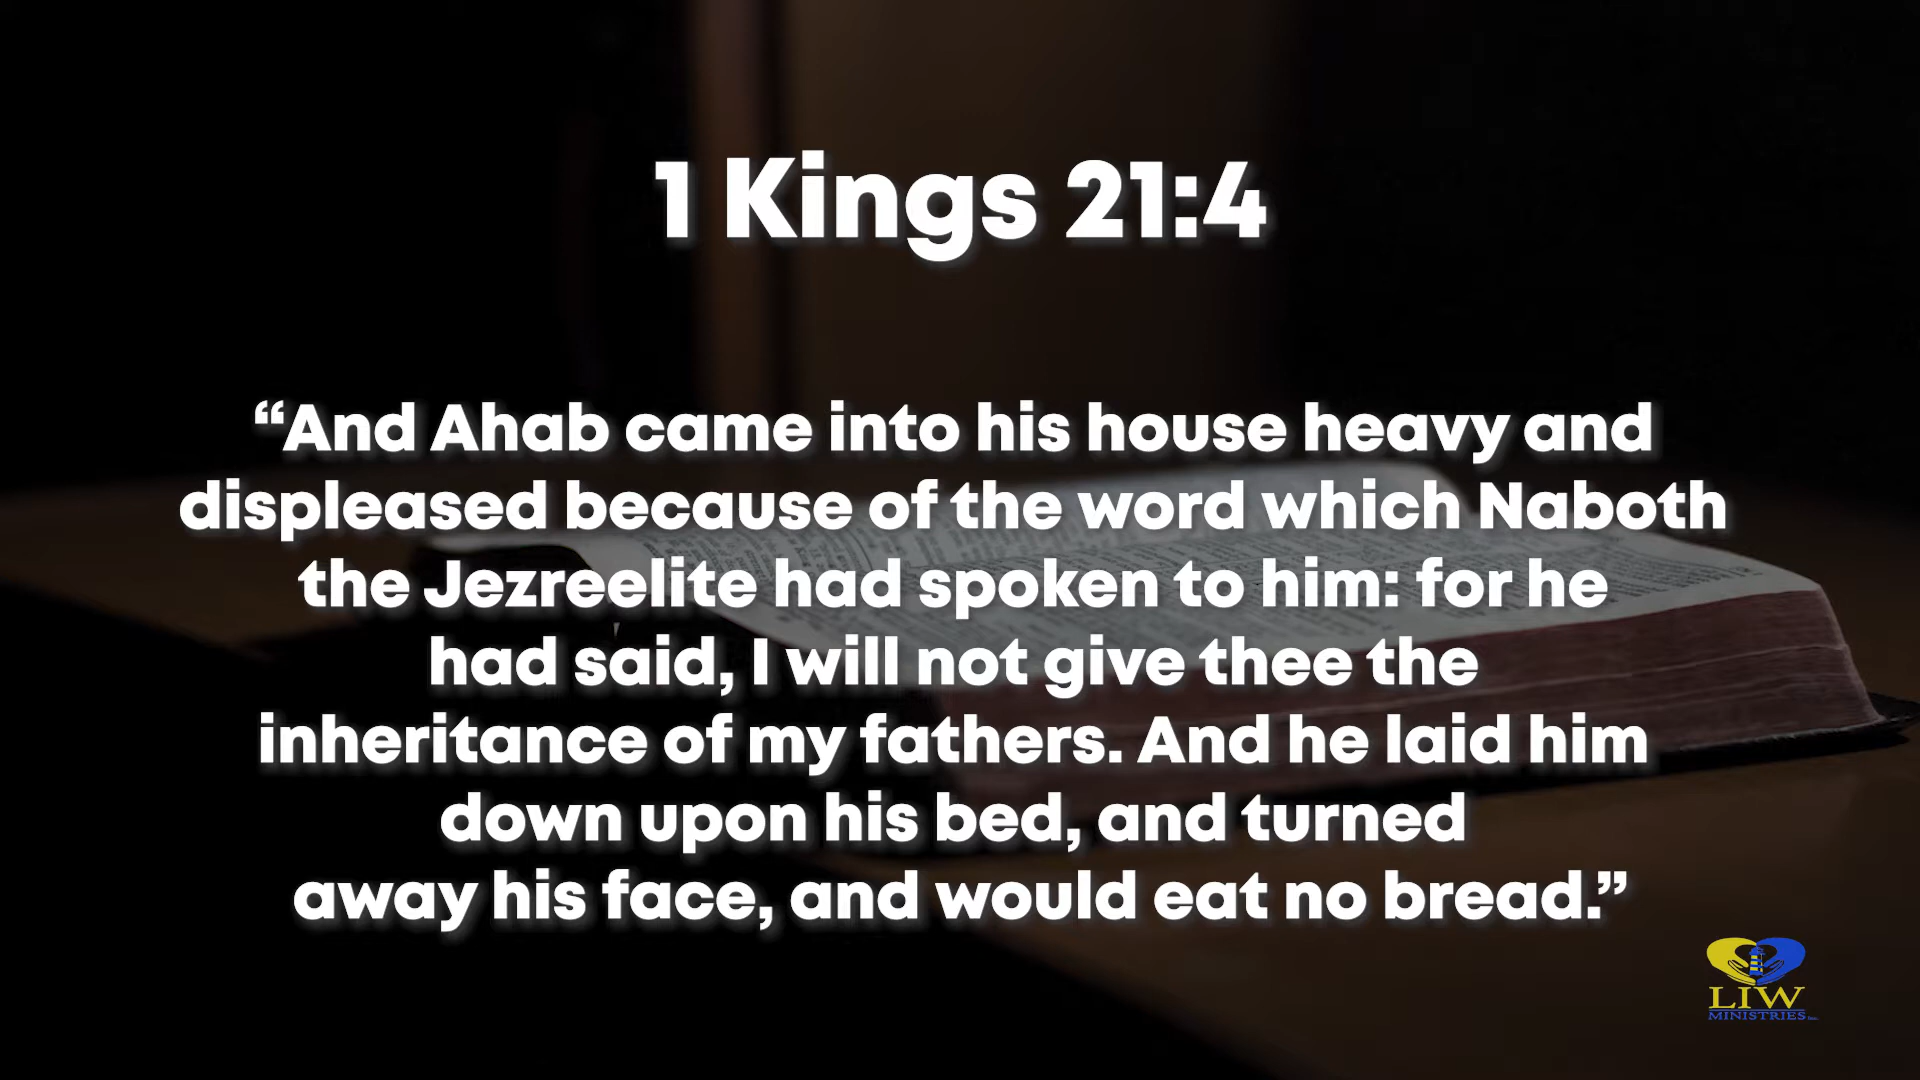 1 Kings 21:4
“And Ahab came into his house heavy and
displeased because of the word which Naboth
the Jezreelite had spoken to him: for he
had said, I will not give thee the
inheritance of my fathers. And he laid him
down upon his bed, and turned
away his face, and would eat no bread.”
LIW
MINISTRIES